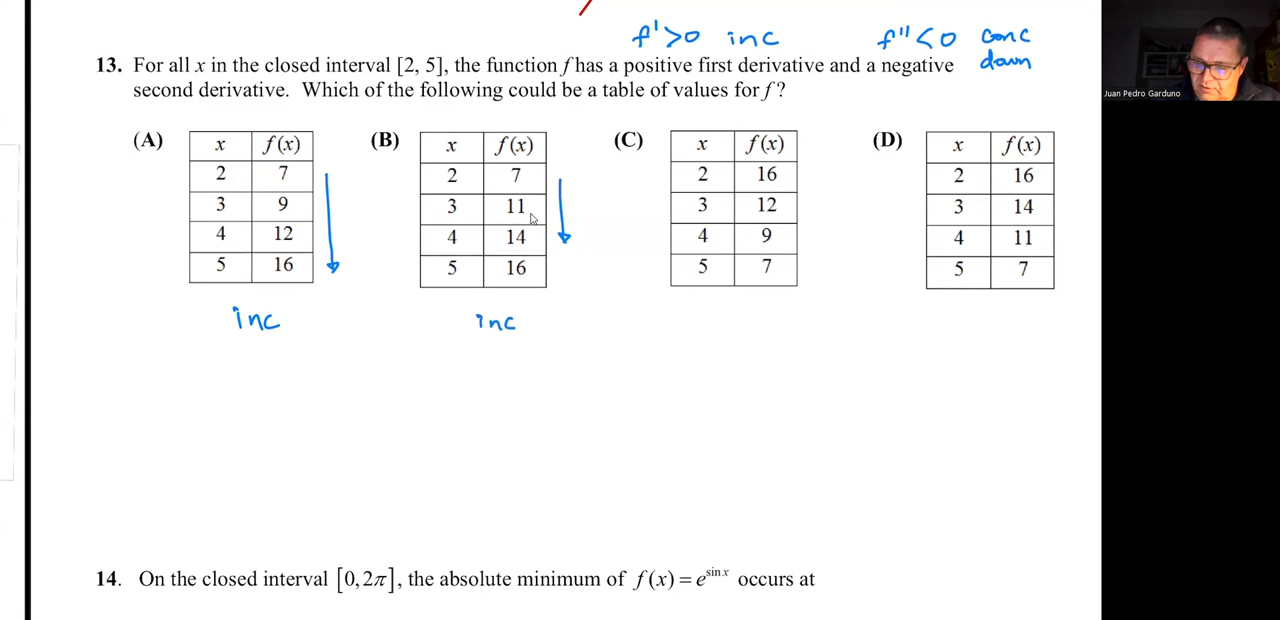 f'>0 inc f''<0 conc
down
13. For all x in the closed interval [2, 5], the function f has a positive first derivative and a negative
second derivative. Which of the following could be a table of values for f?
Juan Pedro Garduno
(A) (B) (C) (D)
x f(x) x f(x) x f(x) x f(x)
2 7 2 7 2 16 2 16
3 9 3 11 3 12 3 14
4 12 4 14 4 9 4 11
5 16 5 16 5 7 5 7
inc inc
14. On the closed interval [0, 2π], the absolute minimum of f(x) = e^{sin x} occurs at